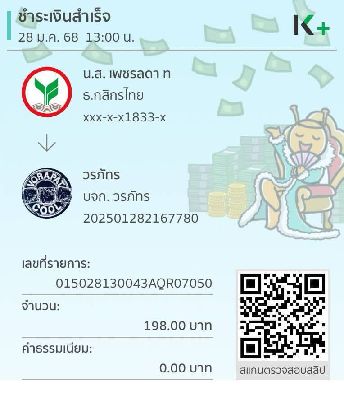 ชำระเงินสำเร็จ
28 ม.ค. 68 13:00 น.
K+
น.ส. เพชรลดา ท
ธ.กสิกรไทย
xxx-x-x1833-x
วรภัทร
บจก. วรภัทร
202501282167780
เลขที่รายการ:
015028130043AQR07050
จำนวน:
198.00 บาท
ค่าธรรมเนียม:
0.00 บาท
สแกนตรวจสอบสลิป